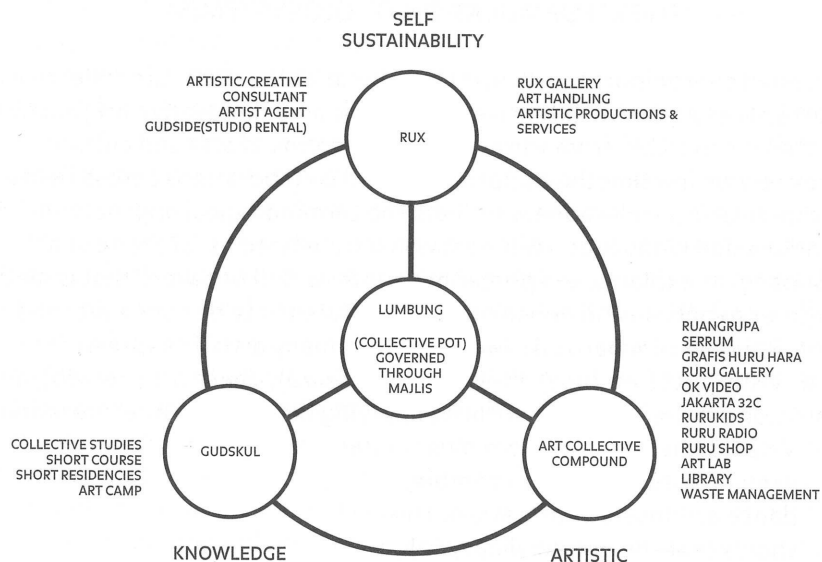 SELF
SUSTAINABILITY
ARTISTIC/CREATIVE
CONSULTANT
ARTIST AGENT
GUDSIDE(STUDIO RENTAL)
RUX GALLERY
ART HANDLING
ARTISTIC PRODUCTIONS &
SERVICES
RUX
LUMBUNG
(COLLECTIVE POT)
GOVERNED
THROUGH
MAJLIS
RUANGRUPA
SERRUM
GRAFIS HURU HARA
RURU GALLERY
OK VIDEO
JAKARTA 32C
RURUKIDS
RURU RADIO
RURU SHOP
ART LAB
LIBRARY
WASTE MANAGEMENT
COLLECTIVE STUDIES
SHORT COURSE
SHORT RESIDENCIES
ART CAMP
GUDSKUL
ART COLLECTIVE
COMPOUND
KNOWLEDGE
ARTISTIC